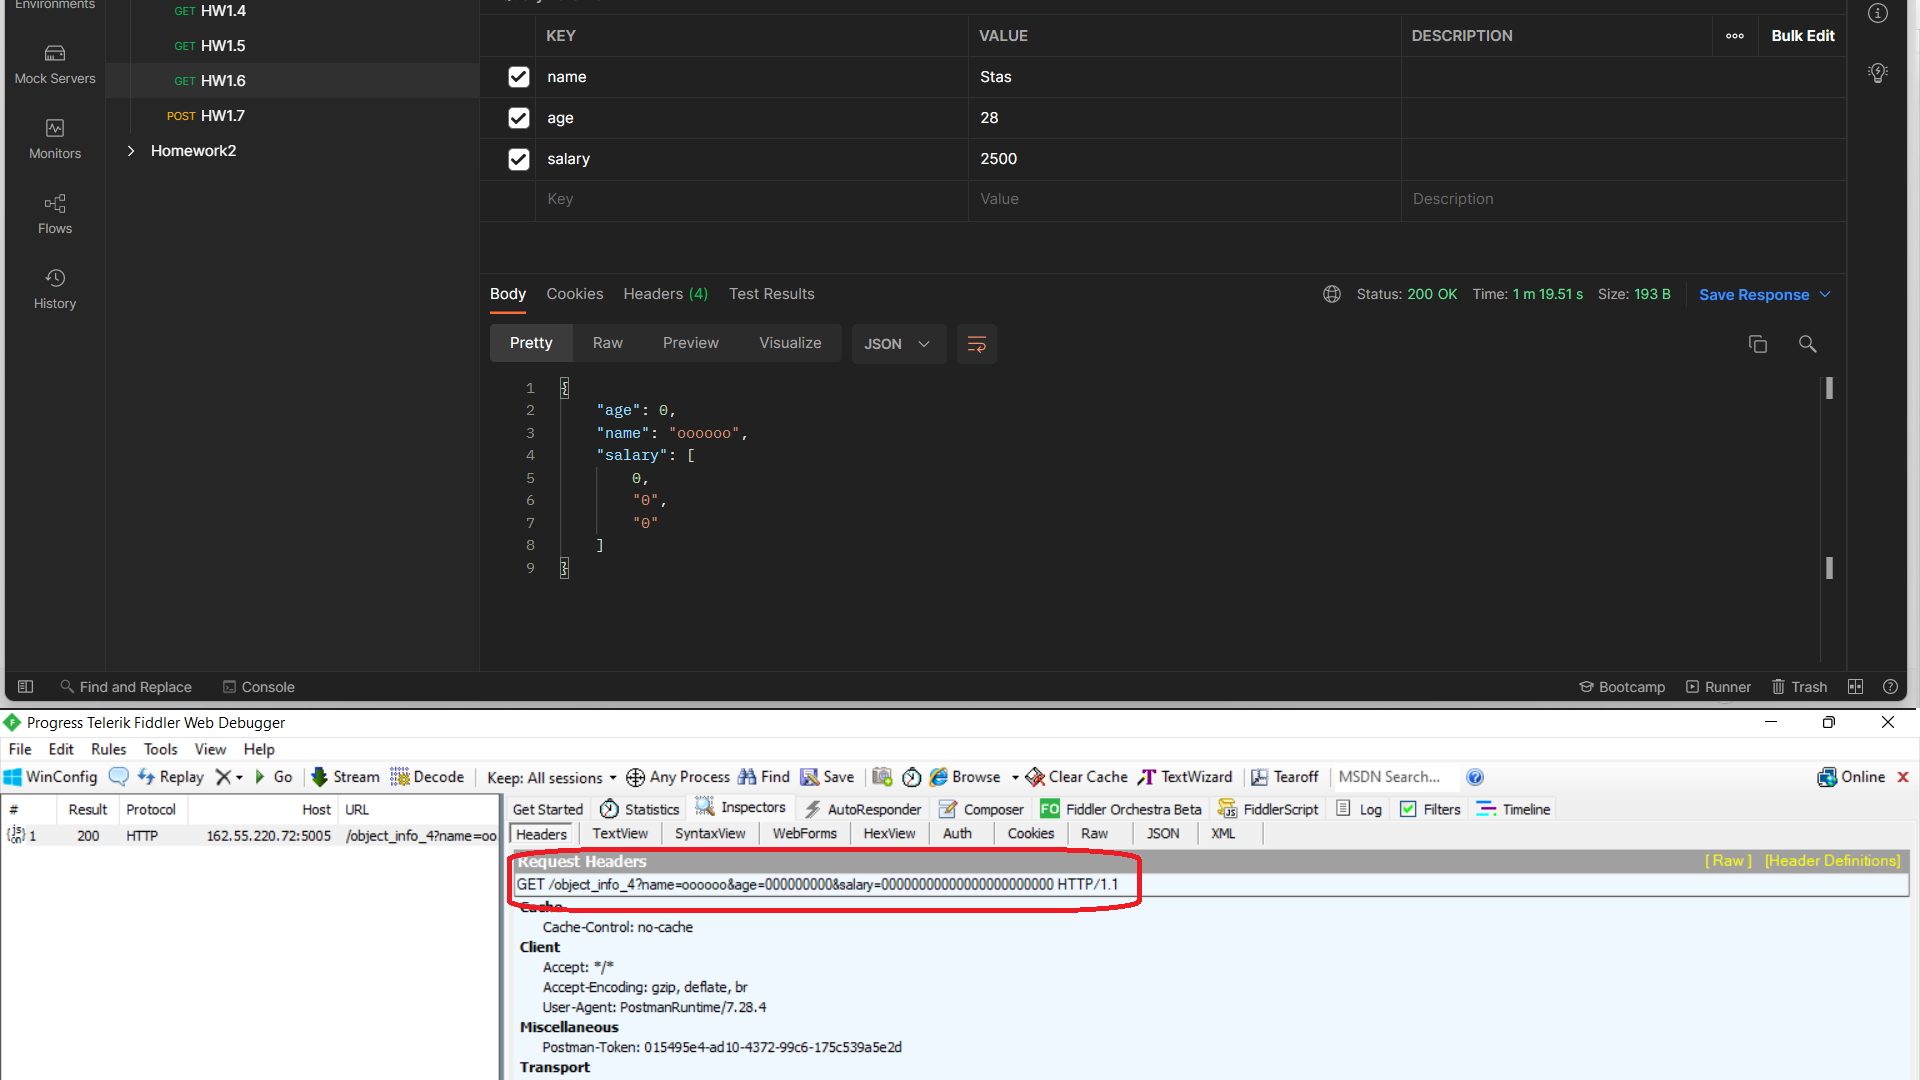 Environments
GET HW1.4
GET HW1.5
GET HW1.6
POST HW1.7
Homework2
Mock Servers
Monitors
Flows
History
KEY VALUE DESCRIPTION ooo Bulk Edit
name Stas
age 28
salary 2500
Key Value Description
Body Cookies Headers (4) Test Results Status: 200 OK Time: 1 m 19.51 s Size: 193 B Save Response
Pretty Raw Preview Visualize JSON
1 {
2 "age": 0,
3 "name": "oooooo",
4 "salary": [
5 0,
6 "0",
7 "0"
8 ]
9 }
Find and Replace Console Bootcamp Runner Trash
Progress Telerik Fiddler Web Debugger
File Edit Rules Tools View Help
WinConfig Replay Go Stream Decode Keep: All sessions Any Process Find Save Browse Clear Cache TextWizard Tearoff MSDN Search... Online
# Result Protocol Host URL
1 200 HTTP 162.55.220.72:5005 /object_info_4?name=oo
Get Started Statistics Inspectors AutoResponder Composer FO Fiddler Orchestra Beta FiddlerScript Log Filters Timeline
Headers TextView SyntaxView WebForms HexView Auth Cookies Raw JSON XML
Request Headers [ Raw ] [Header Definitions]
GET /object_info_4?name=oooooo&age=000000000&salary=00000000000000000000000 HTTP/1.1
Cache
Cache-Control: no-cache
Client
Accept: */*
Accept-Encoding: gzip, deflate, br
User-Agent: PostmanRuntime/7.28.4
Miscellaneous
Postman-Token: 015495e4-ad10-4372-99c6-175c539a5e2d
Transport